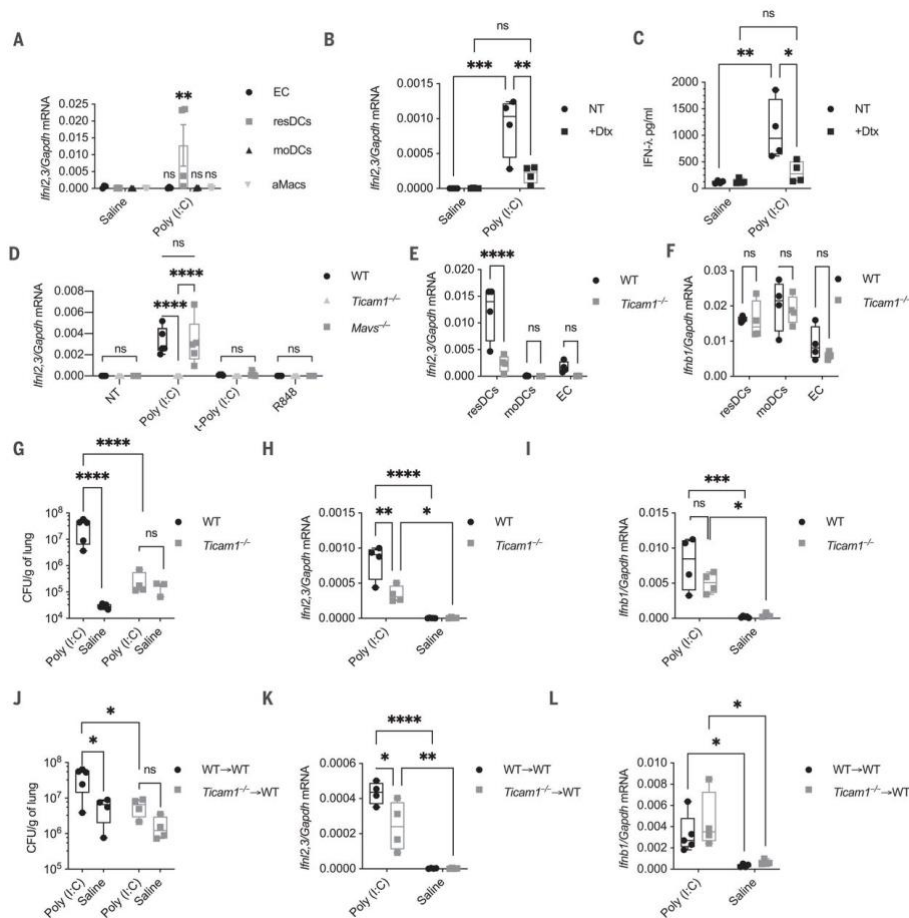 A
Ifnl2,3/Gapdh mRNA
0.025
0.020
0.015
0.010
0.005
0.000
**
ns
ns ns
Saline
Poly (I:C)
EC
resDCs
moDCs
aMacs
B
Ifnl2,3/Gapdh mRNA
0.0015
0.0010
0.0005
0.0000
ns
*** **
Saline
Poly (I:C)
NT
+Dtx
C
IFN-λ pg/ml
2000
1500
1000
500
0
ns
** *
Saline
Poly (I:C)
NT
+Dtx
D
Ifnl2,3/Gapdh mRNA
0.008
0.006
0.004
0.002
0.000
ns
****
****
ns ns ns
NT
Poly (I:C)
t-Poly (I:C)
R848
WT
Ticam1–/–
Mavs–/–
E
Ifnl2,3/Gapdh mRNA
0.020
0.015
0.010
0.005
0.000
****
ns ns
resDCs
moDCs
EC
WT
Ticam1–/–
F
Ifnb1/Gapdh mRNA
0.03
0.02
0.01
0.00
ns ns ns
resDCs
moDCs
EC
WT
Ticam1–/–
G
CFU/g of lung
10⁸
10⁷
10⁶
10⁵
10⁴
****
****
ns
Poly (I:C)
Saline
Poly (I:C)
Saline
WT
Ticam1–/–
H
Ifnl2,3/Gapdh mRNA
0.0015
0.0010
0.0005
0.0000
****
** *
Poly (I:C)
Saline
WT
Ticam1–/–
I
Ifnb1/Gapdh mRNA
0.015
0.010
0.005
0.000
***
ns *
Poly (I:C)
Saline
WT
Ticam1–/–
J
CFU/g of lung
10⁸
10⁷
10⁶
10⁵
*
*
ns
Poly (I:C)
Saline
Poly (I:C)
Saline
WT→WT
Ticam1–/–→WT
K
Ifnl2,3/Gapdh mRNA
0.0006
0.0004
0.0002
0.0000
****
* **
Poly (I:C)
Saline
WT→WT
Ticam1–/–→WT
L
Ifnb1/Gapdh mRNA
0.010
0.008
0.006
0.004
0.002
0.000
*
*
Poly (I:C)
Saline
WT→WT
Ticam1–/–→WT